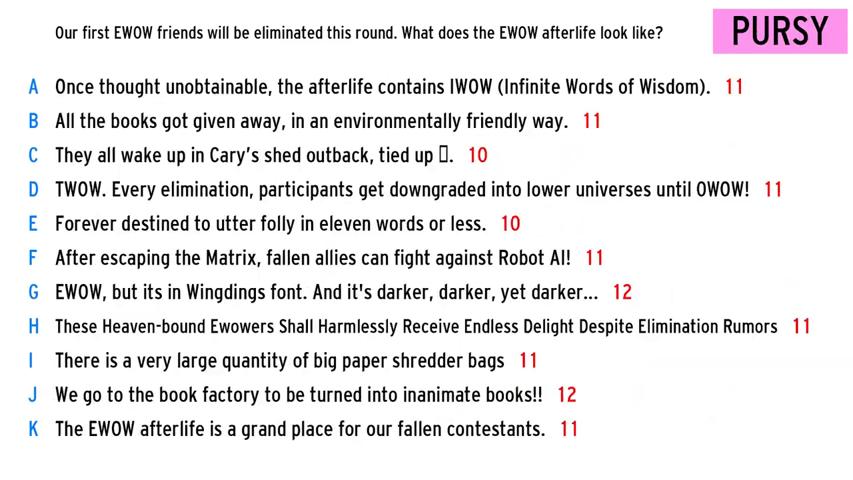 Our first EWOW friends will be eliminated this round. What does the EWOW afterlife look like? PURSY
A Once thought unobtainable, the afterlife contains IWOW (Infinite Words of Wisdom). 11
B All the books got given away, in an environmentally friendly way. 11
C They all wake up in Cary's shed outback, tied up ▯. 10
D TWOW. Every elimination, participants get downgraded into lower universes until OWOW! 11
E Forever destined to utter folly in eleven words or less. 10
F After escaping the Matrix, fallen allies can fight against Robot AI! 11
G EWOW, but its in Wingdings font. And it's darker, darker, yet darker... 12
H These Heaven-bound Ewowers Shall Harmlessly Receive Endless Delight Despite Elimination Rumors 11
I There is a very large quantity of big paper shredder bags 11
J We go to the book factory to be turned into inanimate books!! 12
K The EWOW afterlife is a grand place for our fallen contestants. 11